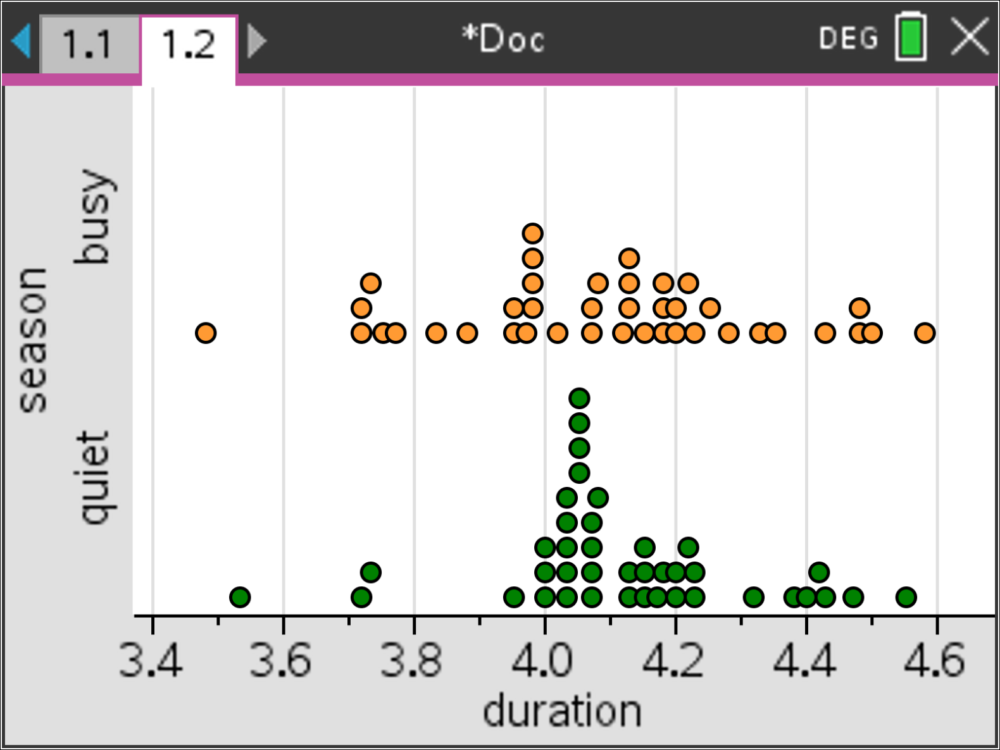 1.1 1.2 *Doc DEG
season
busy
quiet
3.4 3.6 3.8 4.0 4.2 4.4 4.6
duration